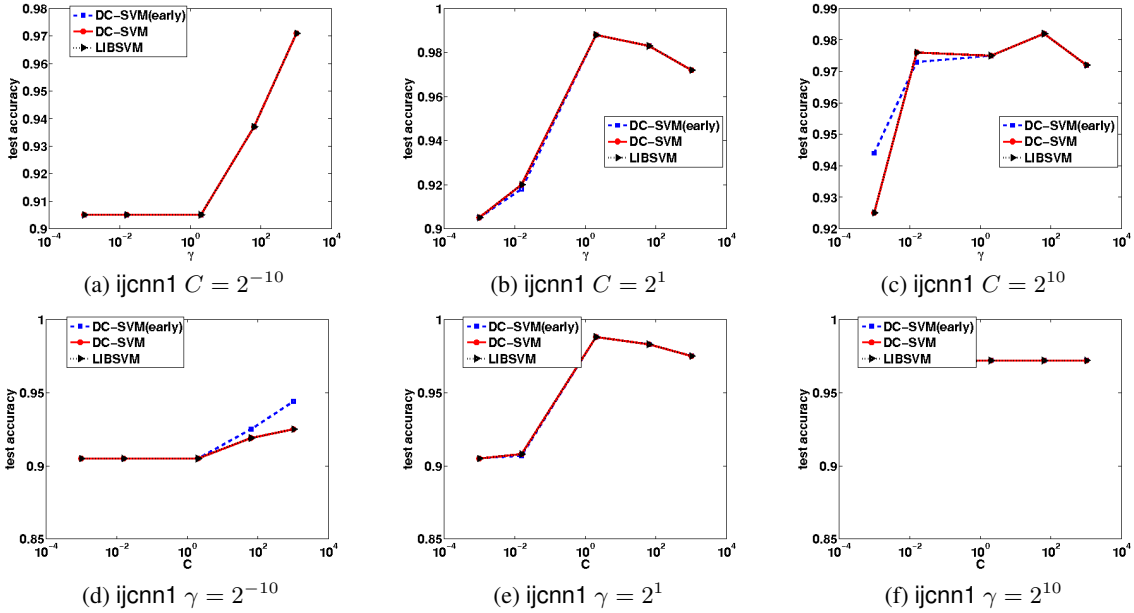 0.98
0.97
0.96
0.95
0.94
0.93
0.92
0.91
0.9
test accuracy
DC-SVM(early)
DC-SVM
LIBSVM
10^-4
10^-2
10^0
10^2
10^4
γ
(a) ijcnn1 C = 2^-10
1
0.98
0.96
0.94
0.92
0.9
test accuracy
DC-SVM(early)
DC-SVM
LIBSVM
10^-4
10^-2
10^0
10^2
10^4
γ
(b) ijcnn1 C = 2^1
0.99
0.98
0.97
0.96
0.95
0.94
0.93
0.92
test accuracy
DC-SVM(early)
DC-SVM
LIBSVM
10^-4
10^-2
10^0
10^2
10^4
γ
(c) ijcnn1 C = 2^10
1
0.95
0.9
0.85
test accuracy
DC-SVM(early)
DC-SVM
LIBSVM
10^-4
10^-2
10^0
10^2
10^4
C
(d) ijcnn1 γ = 2^-10
1
0.95
0.9
0.85
test accuracy
DC-SVM(early)
DC-SVM
LIBSVM
10^-4
10^-2
10^0
10^2
10^4
C
(e) ijcnn1 γ = 2^1
1
0.95
0.9
0.85
test accuracy
DC-SVM(early)
DC-SVM
LIBSVM
10^-4
10^-2
10^0
10^2
10^4
C
(f) ijcnn1 γ = 2^10